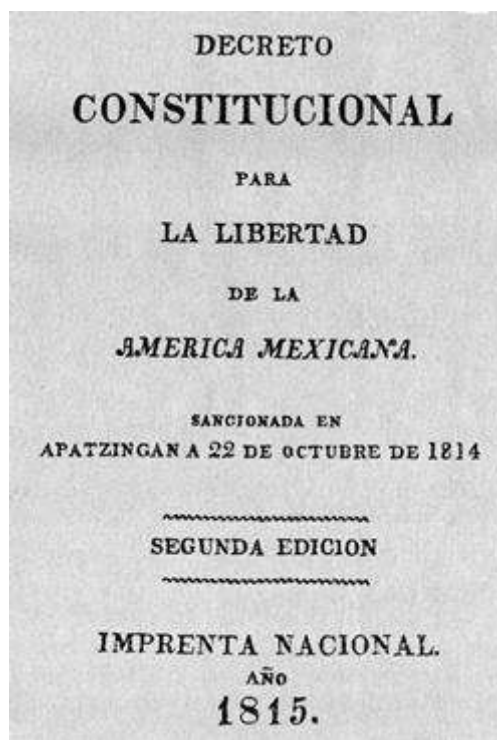 DECRETO
CONSTITUCIONAL
PARA
LA LIBERTAD
DE LA
AMERICA MEXICANA.
SANCIONADA EN
APATZINGAN A 22 DE OCTUBRE DE 1814
SEGUNDA EDICION
IMPRENTA NACIONAL.
AÑO
1815.